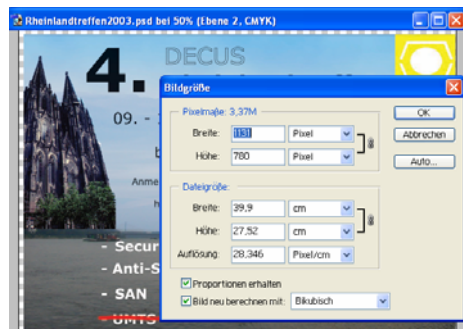 Rheinlandtreffen2003.psd bei 50% (Ebene 2, CMYK)
4. DECUS
09. -
Anme
- Secur
- Anti-S
- SAN
- UMTS
Bildgröße
Pixelmaße: 3,37M
Breite: 1131 Pixel
Höhe: 780 Pixel
Dateigröße:
Breite: 39,9 cm
Höhe: 27,52 cm
Auflösung: 28,346 Pixel/cm
Proportionen erhalten
Bild neu berechnen mit: Bikubisch
OK
Abbrechen
Auto...